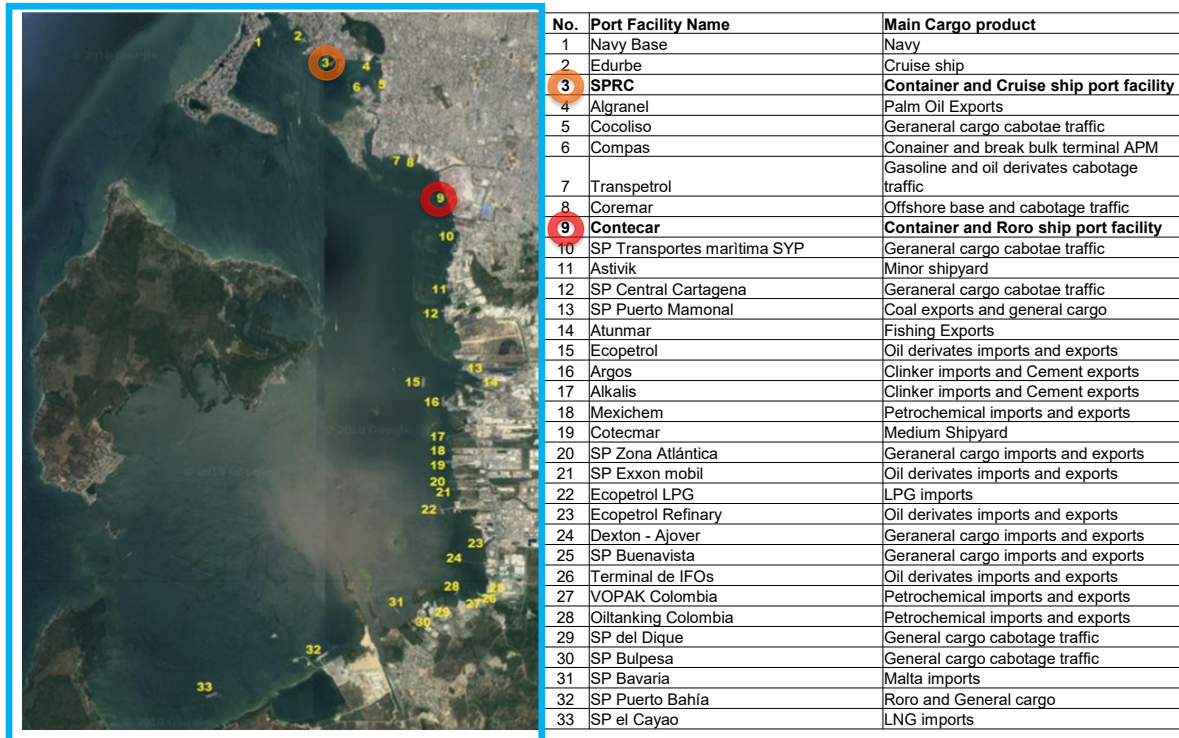 1
2
3
4
6
5
7 8
9
10
11
12
13
15
14
16
17
18
19
20
21
22
23
24
28
26
27
31
29
30
32
33
No. Port Facility Name Main Cargo product
1 Navy Base Navy
2 Edurbe Cruise ship
3 SPRC Container and Cruise ship port facility
4 Algranel Palm Oil Exports
5 Cocoliso Geraneral cargo cabotae traffic
6 Compas Conainer and break bulk terminal APM
7 Transpetrol Gasoline and oil derivates cabotage
traffic
8 Coremar Offshore base and cabotage traffic
9 Contecar Container and Roro ship port facility
10 SP Transportes marìtima SYP Geraneral cargo cabotae traffic
11 Astivik Minor shipyard
12 SP Central Cartagena Geraneral cargo cabotae traffic
13 SP Puerto Mamonal Coal exports and general cargo
14 Atunmar Fishing Exports
15 Ecopetrol Oil derivates imports and exports
16 Argos Clinker imports and Cement exports
17 Alkalis Clinker imports and Cement exports
18 Mexichem Petrochemical imports and exports
19 Cotecmar Medium Shipyard
20 SP Zona Atlántica Geraneral cargo imports and exports
21 SP Exxon mobil Oil derivates imports and exports
22 Ecopetrol LPG LPG imports
23 Ecopetrol Refinary Oil derivates imports and exports
24 Dexton - Ajover Geraneral cargo imports and exports
25 SP Buenavista Geraneral cargo imports and exports
26 Terminal de IFOs Oil derivates imports and exports
27 VOPAK Colombia Petrochemical imports and exports
28 Oiltanking Colombia Petrochemical imports and exports
29 SP del Dique General cargo cabotage traffic
30 SP Bulpesa General cargo cabotage traffic
31 SP Bavaria Malta imports
32 SP Puerto Bahía Roro and General cargo
33 SP el Cayao LNG imports